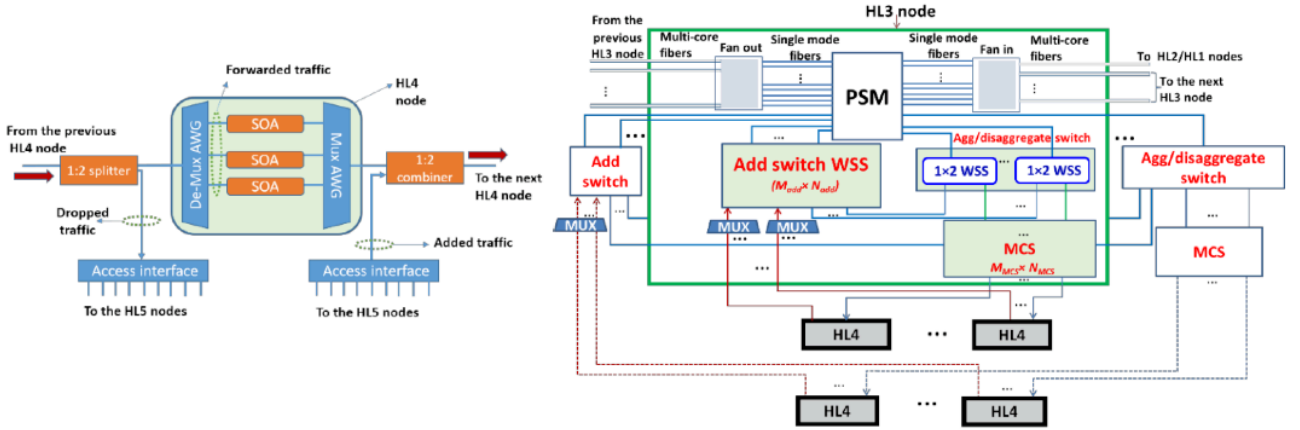 Forwarded traffic
HL4
node
From the previous
HL4 node
1:2 splitter
De-Mux AWG
SOA
SOA
SOA
Mux AWG
1:2
combiner
To the next
HL4 node
Dropped
traffic
Added traffic
Access interface
Access interface
To the HL5 nodes
To the HL5 nodes
HL3 node
From the
previous
HL3 node
Multi-core
fibers
Fan out
Single mode
fibers
PSM
Single mode
fibers
Fan in
Multi-core
fibers
To HL2/HL1 nodes
To the next
HL3 node
Add
switch
Add switch WSS
(Madd× Nadd)
Agg/disaggregate switch
1×2 WSS
1×2 WSS
Agg/disaggregate
switch
MUX
MUX
MUX
MCS
MMCS× NMCS
MCS
HL4
HL4
HL4
HL4